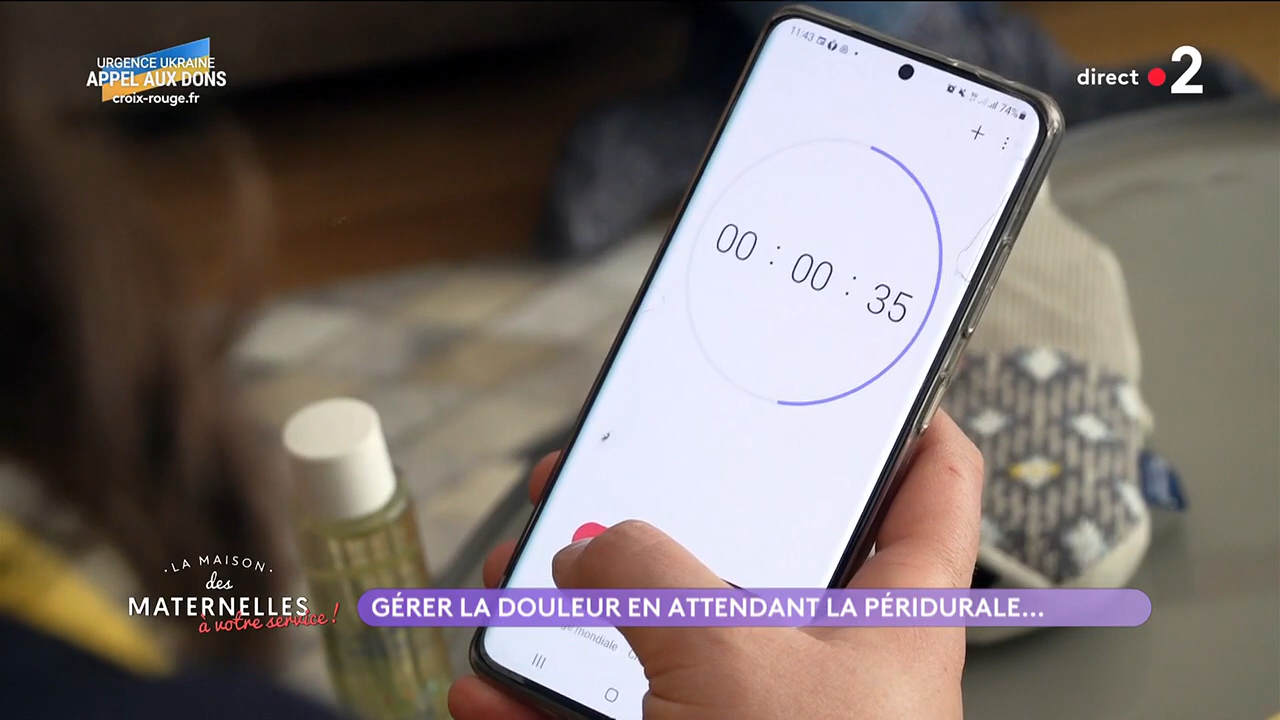 URGENCE UKRAINE
APPEL AUX DONS
croix-rouge.fr
direct 2
11:43
74%
+
00 : 00 : 35
· LA MAISON ·
des
MATERNELLES
à votre service !
GÉRER LA DOULEUR EN ATTENDANT LA PÉRIDURALE...
mondiale